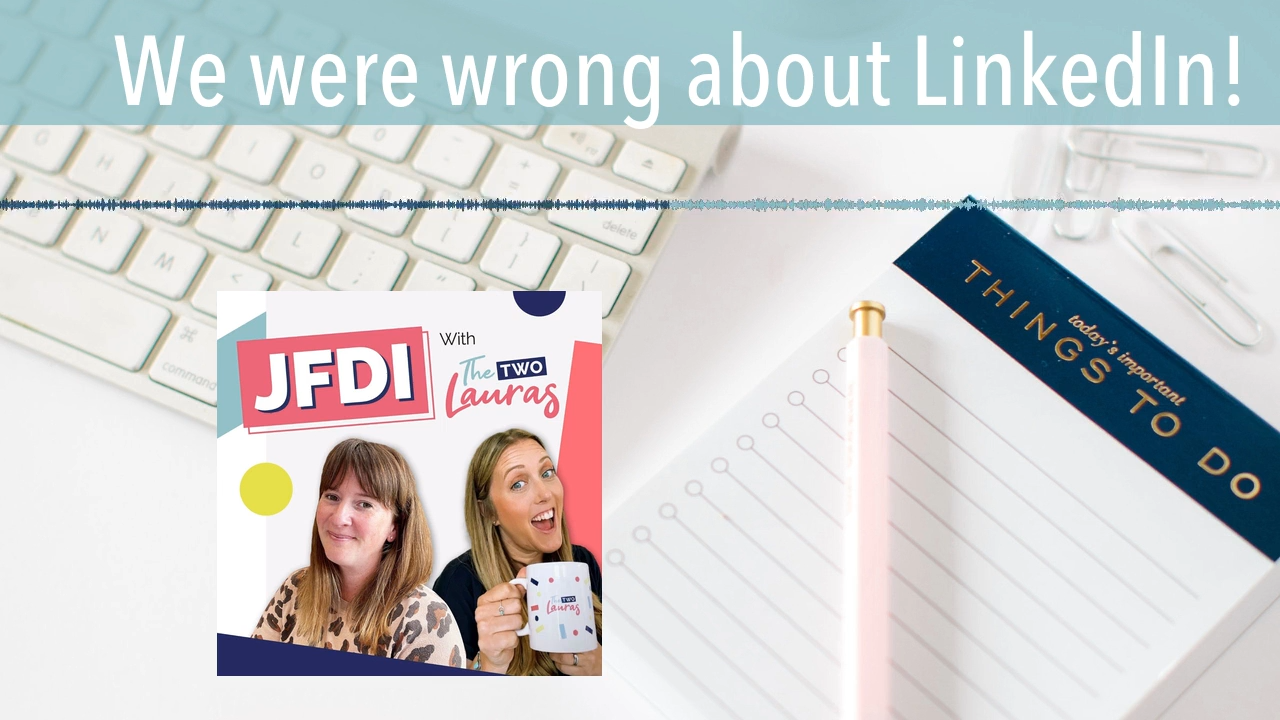 We were wrong about LinkedIn!
G
H
J
I
O
K
L
P
N
M
<
>
:
;
{
[
+
=
delete
⌘
command
JFDI
With
The TWO
Lauras
The TWO
Lauras
today's important
THINGS TO DO